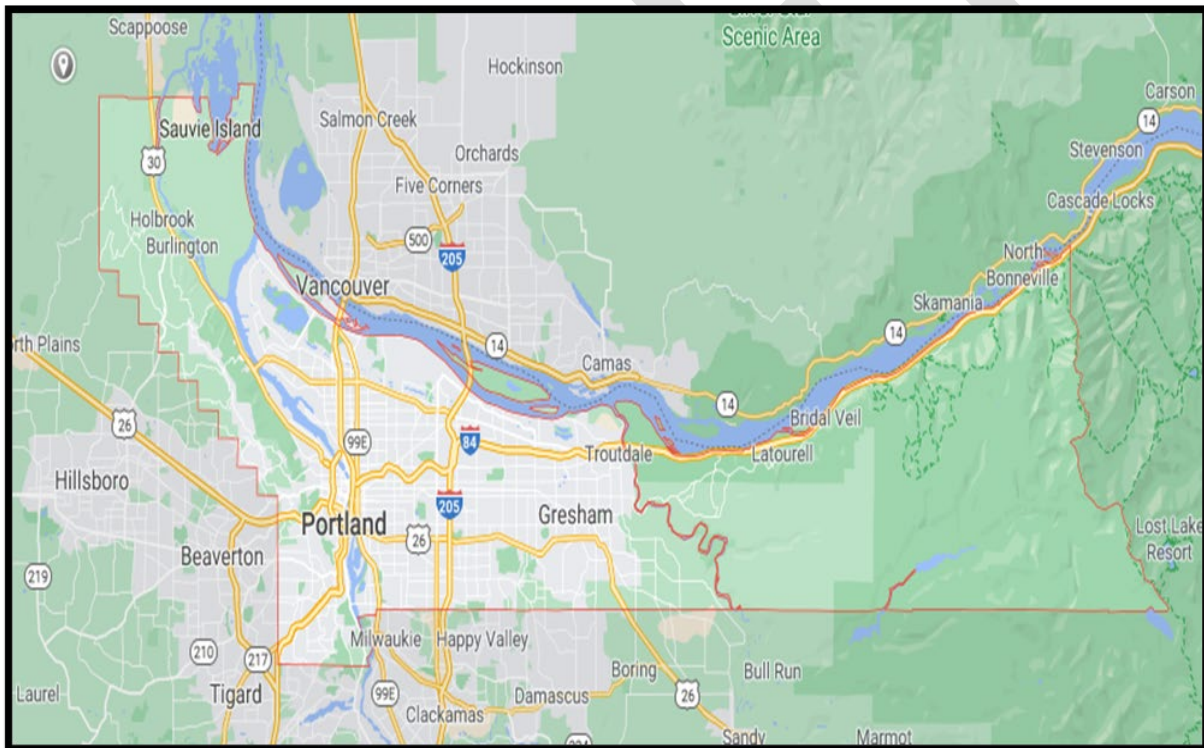 Scappoose
Scenic Area
Hockinson
Carson
Salmon Creek
14
Sauvie Island
Stevenson
30
Orchards
Five Corners
Cascade Locks
Holbrook
Burlington
500
205
North
Bonneville
Vancouver
Skamania
14
14
Camas
14
26
99E
84
Troutdale
Bridal Veil
Latourell
Hillsboro
205
Gresham
Portland
26
Lost Lake
Resort
Beaverton
219
Milwaukie
Happy Valley
210
217
Boring
Bull Run
Laurel
Tigard
99E
Damascus
26
Clackamas
Sandy
Marmot